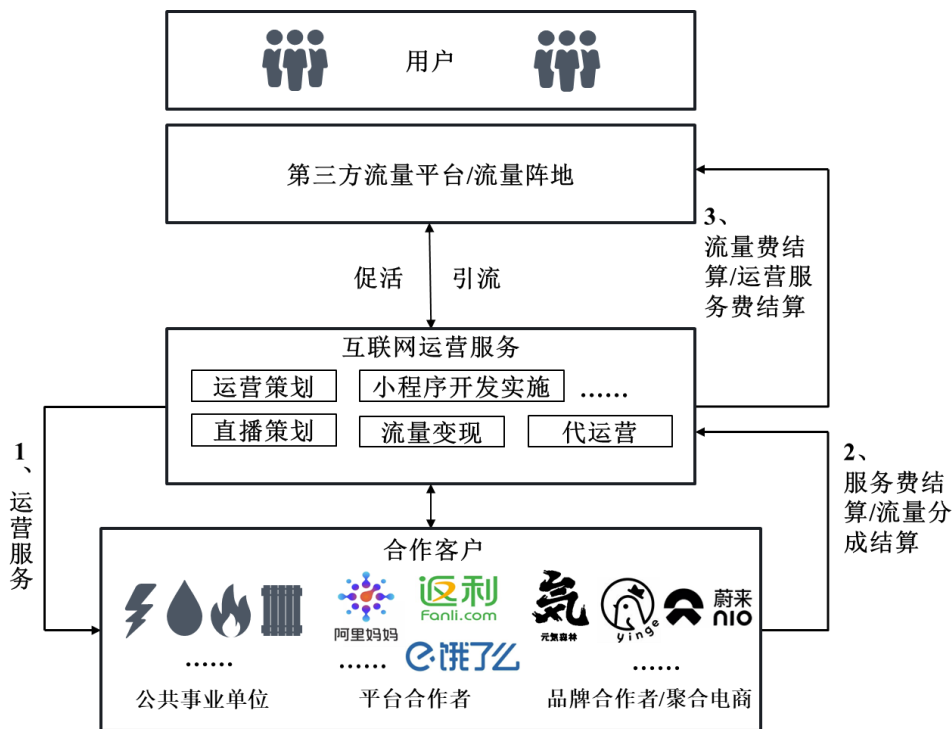 用户
第三方流量平台/流量阵地
3、
流量费结
算/运营服
务费结算
促活 引流
互联网运营服务
运营策划 小程序开发实施 ......
直播策划 流量变现 代运营
1、
运
营
服
务
2、
服务费结
算/流量分
成结算
合作客户
阿里妈妈
返利
Fanli.com
饿了么
気
元気森林
yinge
蔚来
NIO
...... ...... ......
公共事业单位 平台合作者 品牌合作者/聚合电商